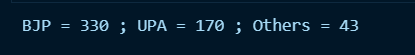 BJP = 330 ; UPA = 170 ; Others = 43